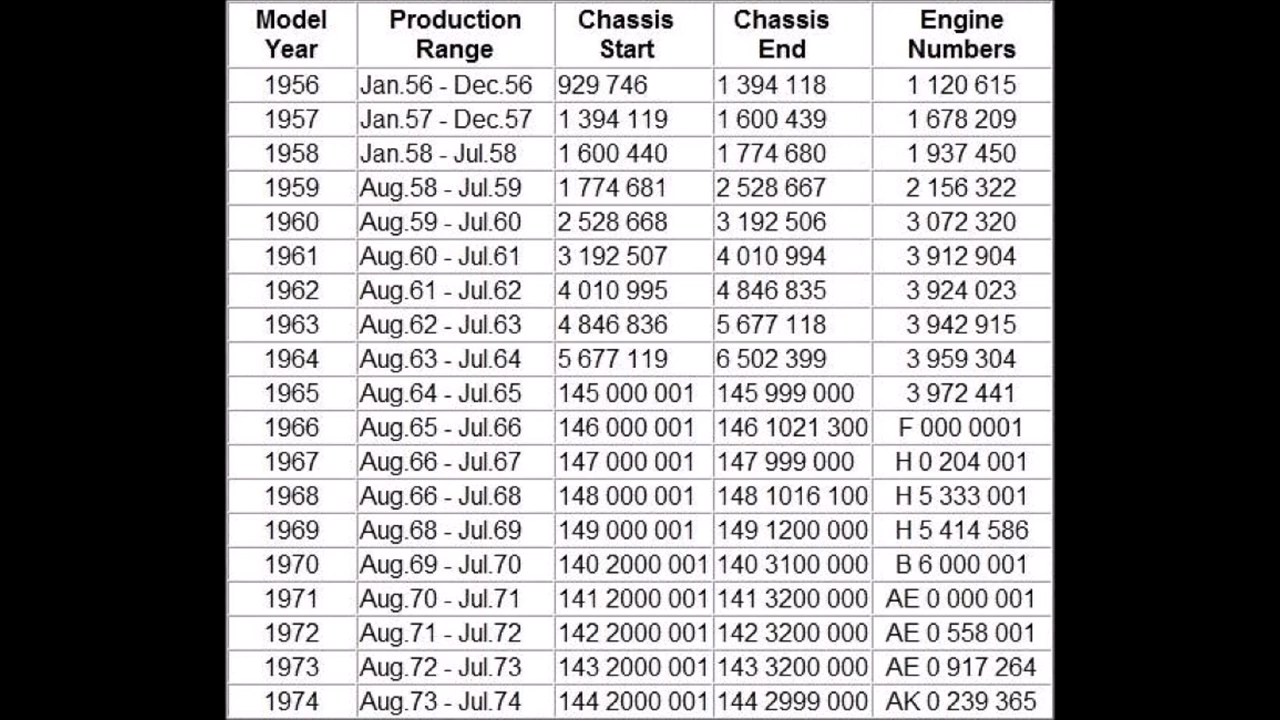 Model Year Production Range Chassis Start Chassis End Engine Numbers
1956 Jan.56 - Dec.56 929 746 1 394 118 1 120 615
1957 Jan.57 - Dec.57 1 394 119 1 600 439 1 678 209
1958 Jan.58 - Jul.58 1 600 440 1 774 680 1 937 450
1959 Aug.58 - Jul.59 1 774 681 2 528 667 2 156 322
1960 Aug.59 - Jul.60 2 528 668 3 192 506 3 072 320
1961 Aug.60 - Jul.61 3 192 507 4 010 994 3 912 904
1962 Aug.61 - Jul.62 4 010 995 4 846 835 3 924 023
1963 Aug.62 - Jul.63 4 846 836 5 677 118 3 942 915
1964 Aug.63 - Jul.64 5 677 119 6 502 399 3 959 304
1965 Aug.64 - Jul.65 145 000 001 145 999 000 3 972 441
1966 Aug.65 - Jul.66 146 000 001 146 1021 300 F 000 0001
1967 Aug.66 - Jul.67 147 000 001 147 999 000 H 0 204 001
1968 Aug.66 - Jul.68 148 000 001 148 1016 100 H 5 333 001
1969 Aug.68 - Jul.69 149 000 001 149 1200 000 H 5 414 586
1970 Aug.69 - Jul.70 140 2000 001 140 3100 000 B 6 000 001
1971 Aug.70 - Jul.71 141 2000 001 141 3200 000 AE 0 000 001
1972 Aug.71 - Jul.72 142 2000 001 142 3200 000 AE 0 558 001
1973 Aug.72 - Jul.73 143 2000 001 143 3200 000 AE 0 917 264
1974 Aug.73 - Jul.74 144 2000 001 144 2999 000 AK 0 239 365